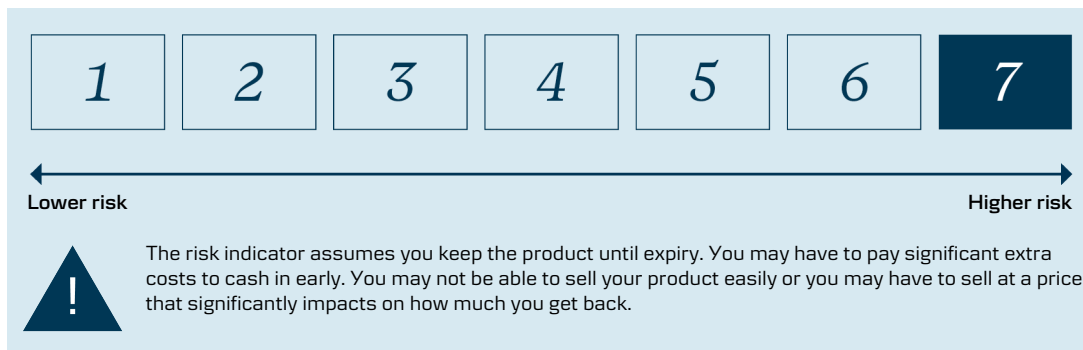 1 2 3 4 5 6 7
Lower risk Higher risk
The risk indicator assumes you keep the product until expiry. You may have to pay significant extra
costs to cash in early. You may not be able to sell your product easily or you may have to sell at a price
that significantly impacts on how much you get back.
!